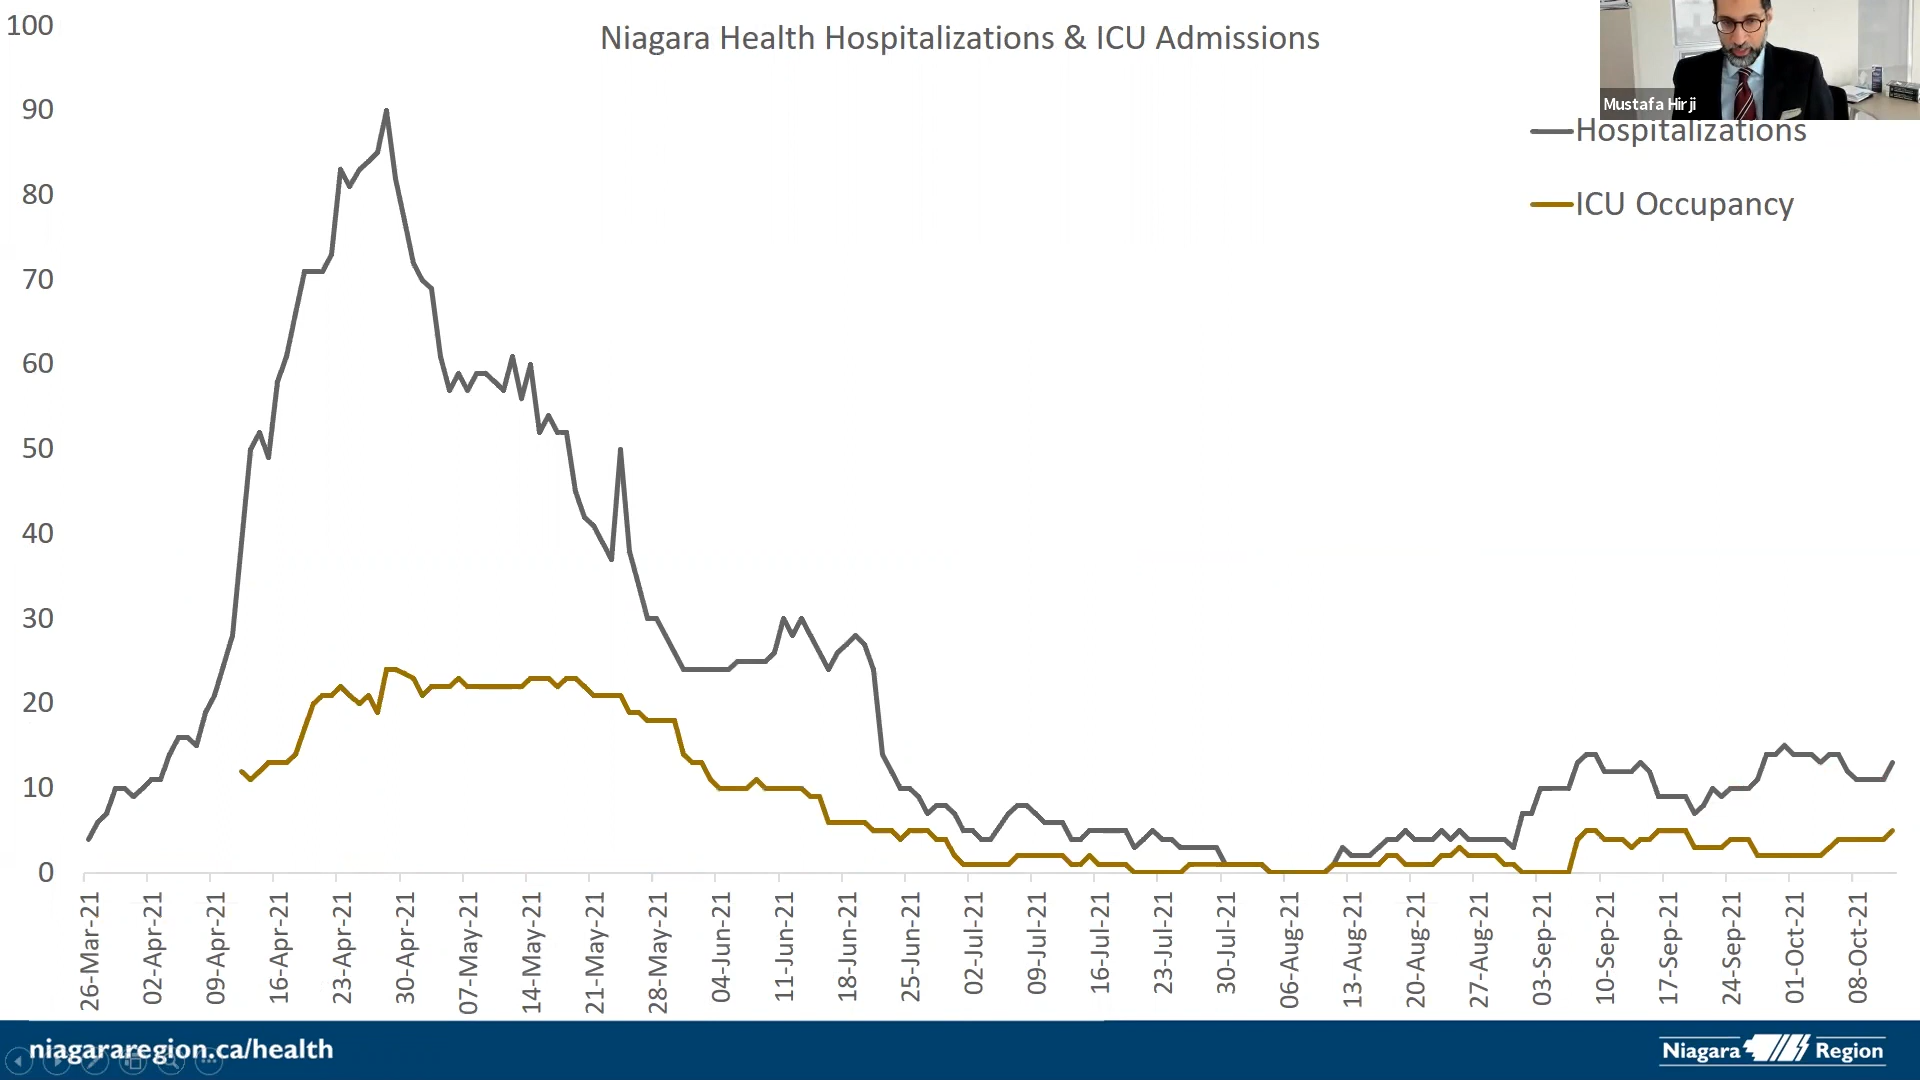 Niagara Health Hospitalizations & ICU Admissions
Mustafa Hirji
Hospitalizations
ICU Occupancy
100
90
80
70
60
50
40
30
20
10
0
26-Mar-21
02-Apr-21
09-Apr-21
16-Apr-21
23-Apr-21
30-Apr-21
07-May-21
14-May-21
21-May-21
28-May-21
04-Jun-21
11-Jun-21
18-Jun-21
25-Jun-21
02-Jul-21
09-Jul-21
16-Jul-21
23-Jul-21
30-Jul-21
06-Aug-21
13-Aug-21
20-Aug-21
27-Aug-21
03-Sep-21
10-Sep-21
17-Sep-21
24-Sep-21
01-Oct-21
08-Oct-21
niagararegion.ca/health
Niagara Region